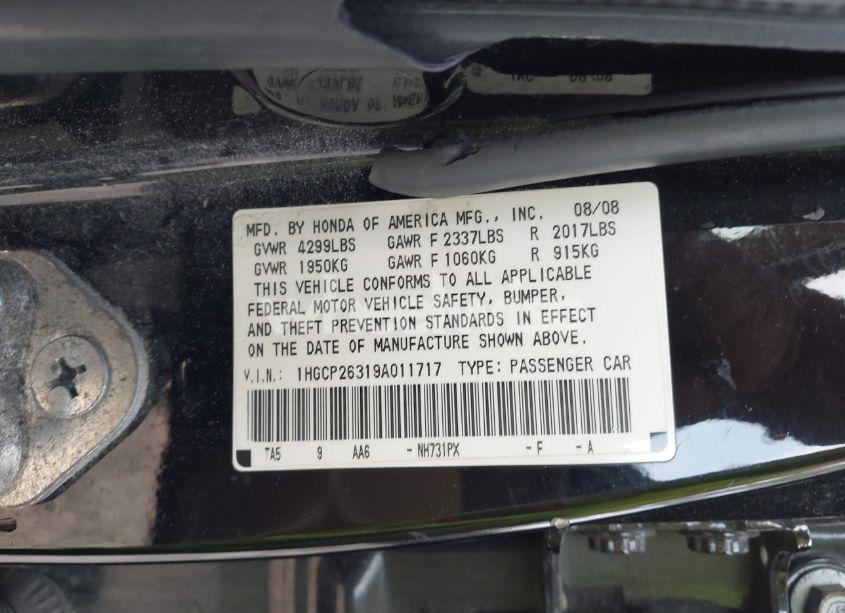 MFD. BY HONDA OF AMERICA MFG., INC. 08/08
GVWR 4299LBS GAWR F 2337LBS R 2017LBS
GVWR 1950KG GAWR F 1060KG R 915KG
THIS VEHICLE CONFORMS TO ALL APPLICABLE
FEDERAL MOTOR VEHICLE SAFETY, BUMPER,
AND THEFT PREVENTION STANDARDS IN EFFECT
ON THE DATE OF MANUFACTURE SHOWN ABOVE.
V.I.N.: 1HGCP26319A011717 TYPE: PASSENGER CAR
TA5 9 AA6 - NH731PX - F - A